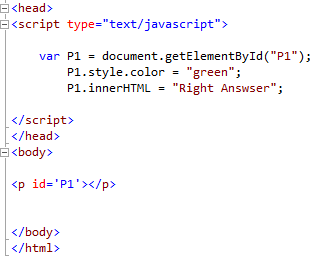 <head>
<script type="text/javascript">
var P1 = document.getElementById("P1");
P1.style.color = "green";
P1.innerHTML = "Right Answser";
</script>
</head>
<body>
<p id='P1'></p>
</body>
</html>